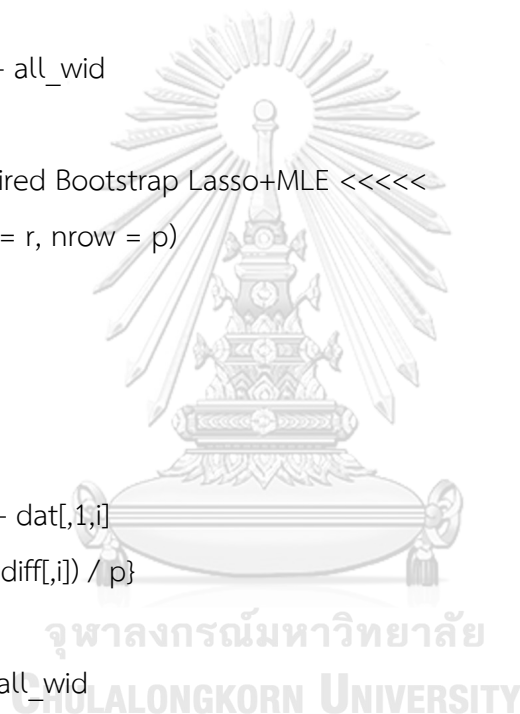 - all_wid
ired Bootstrap Lasso+MLE <<<<<
= r, nrow = p)
- dat[,1,i]
diff[,i]) / p}
จุฬาลงกรณ์มหาวิทยาลัย
all_wid
CHULALONGKORN UNIVERSITY